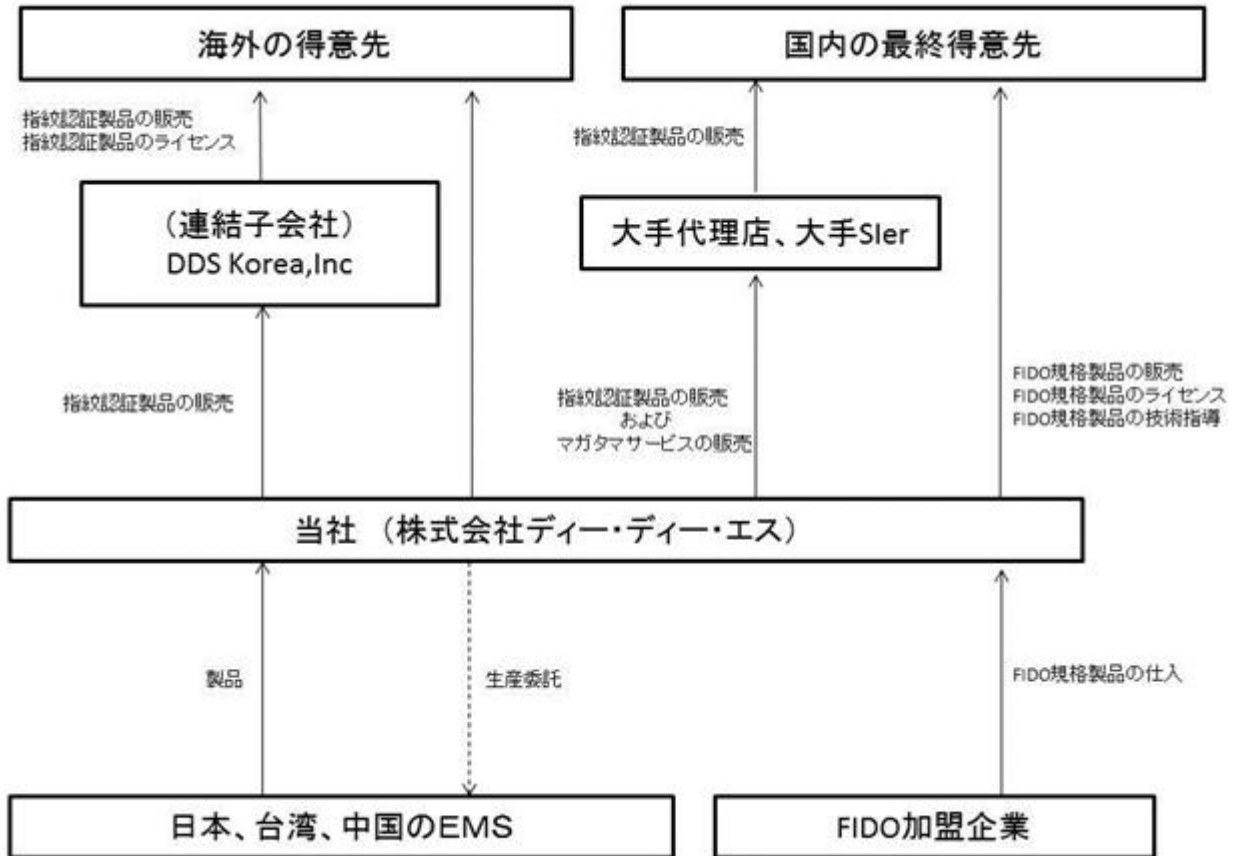 海外の得意先
国内の最終得意先
指紋認証製品の販売
指紋認証製品のライセンス
指紋認証製品の販売
(連結子会社)
DDS Korea,Inc
大手代理店、大手SIer
指紋認証製品の販売
指紋認証製品の販売
および
マガタマサービスの販売
FIDO規格製品の販売
FIDO規格製品のライセンス
FIDO規格製品の技術指導
当社 (株式会社ディー・ディー・エス)
製品
生産委託
FIDO規格製品の仕入
日本、台湾、中国のEMS
FIDO加盟企業